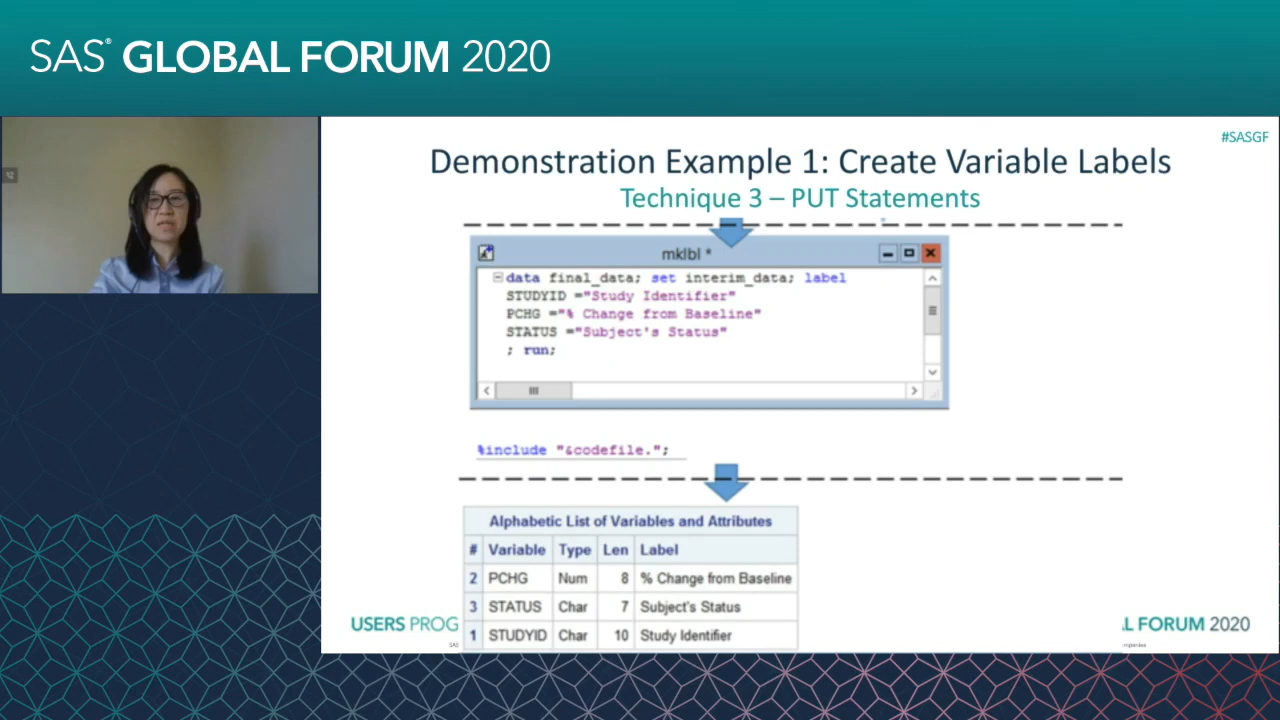 SAS® GLOBAL FORUM 2020
#SASGF
Demonstration Example 1: Create Variable Labels
Technique 3 – PUT Statements
mklbl *
data final_data; set interim_data; label
STUDYID ="Study Identifier"
PCHG ="% Change from Baseline"
STATUS ="Subject's Status"
; run;
%include "&codefile.";
Alphabetic List of Variables and Attributes
# Variable Type Len Label
2 PCHG Num 8 % Change from Baseline
3 STATUS Char 7 Subject's Status
1 STUDYID Char 10 Study Identifier
USERS PROG
L FORUM 2020
SAS
mpanies